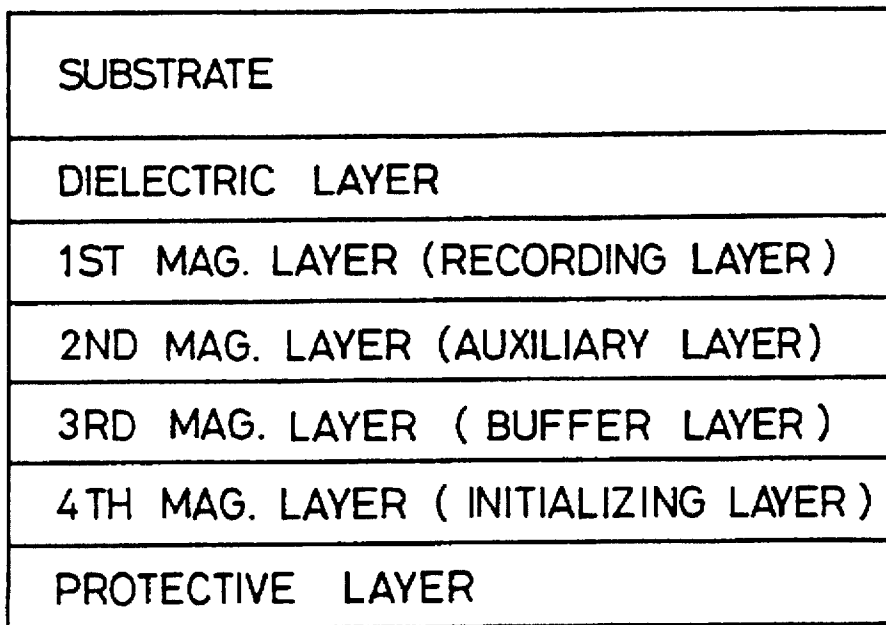 SUBSTRATE
DIELECTRIC LAYER
1ST MAG. LAYER (RECORDING LAYER)
2ND MAG. LAYER (AUXILIARY LAYER)
3RD MAG. LAYER ( BUFFER LAYER )
4TH MAG. LAYER ( INITIALIZING LAYER )
PROTECTIVE LAYER